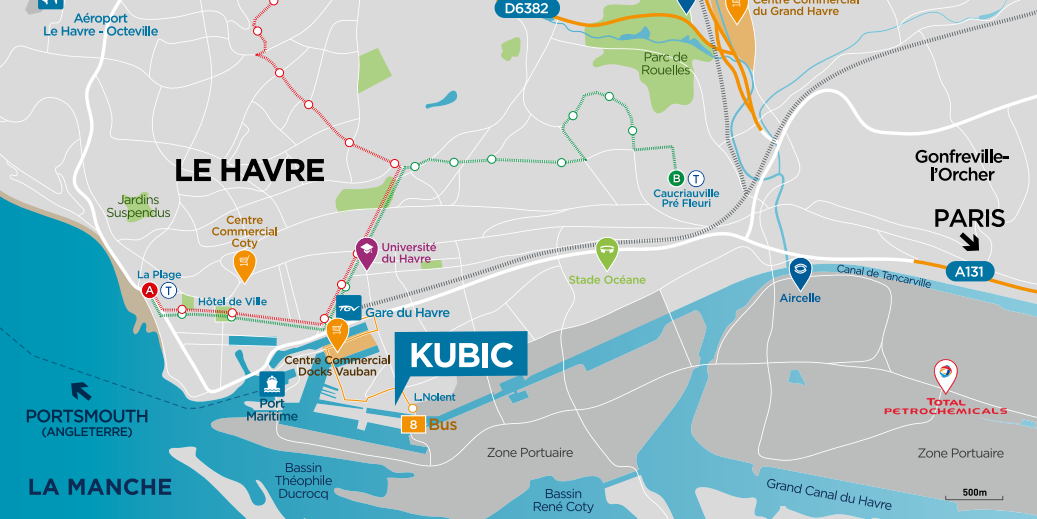 Aéroport
Le Havre - Octeville
D6382
Centre Commercial
du Grand Havre
Parc de
Rouelles
LE HAVRE
Gonfreville-
l'Orcher
B T
Caucriauville
Pré Fleuri
Jardins
Suspendus
Centre
Commercial
Coty
PARIS
Université
du Havre
La Plage
A T
Stade Océane
Canal de Tancarville
A131
Hôtel de Ville
Aircelle
TGV Gare du Havre
Centre Commercial
Docks Vauban
KUBIC
Port
Maritime
L.Nolent
8 Bus
PORTSMOUTH
(ANGLETERRE)
TOTAL
PETROCHEMICALS
Zone Portuaire
Zone Portuaire
LA MANCHE
Bassin
Théophile
Ducrocq
Bassin
René Coty
Grand Canal du Havre
500m